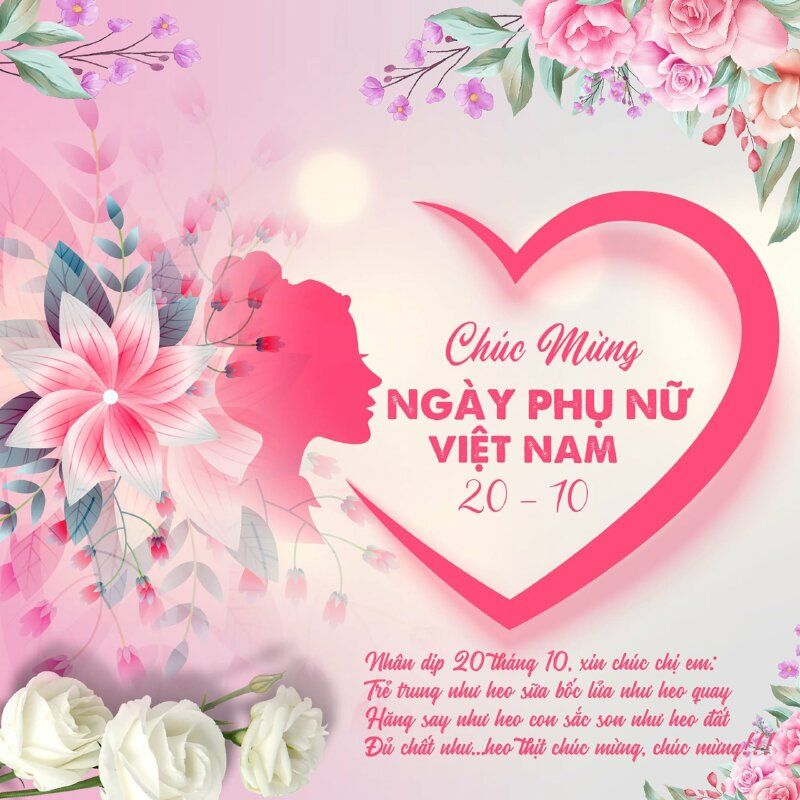 Chúc Mừng
NGÀY PHỤ NỮ
VIỆT NAM
20 - 10
Nhân dịp 20 tháng 10, xin chúc chị em:
Trẻ trung như heo sữa bốc lửa như heo quay
Hăng say như heo con sắc son như heo đất
Đủ chất như...heo thịt chúc mừng, chúc mừng!!!